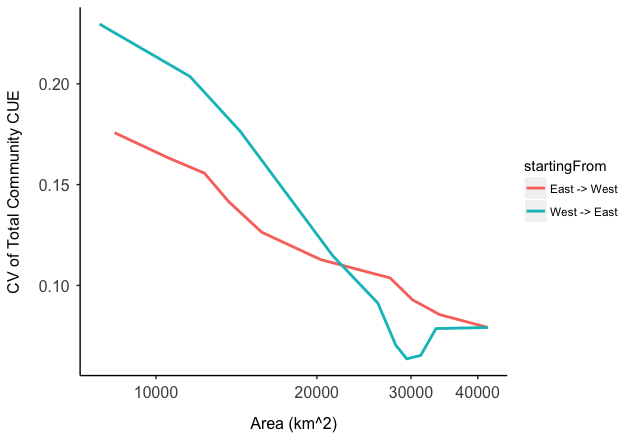 CV of Total Community CUE
0.20
0.15
0.10
10000
20000
30000
40000
Area (km^2)
startingFrom
East -> West
West -> East